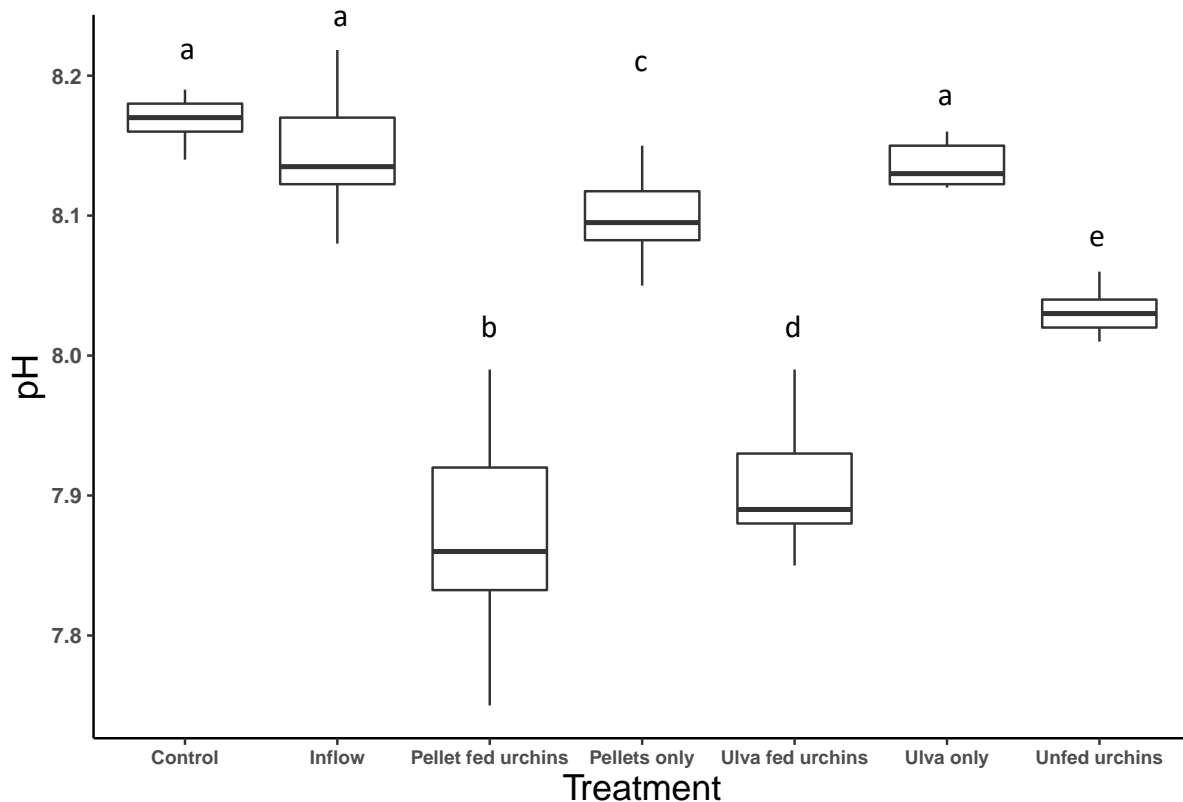 a
a
c
a
e
b
d
8.2
8.1
8.0
7.9
7.8
pH
Control
Inflow
Pellet fed urchins
Pellets only
Ulva fed urchins
Ulva only
Unfed urchins
Treatment